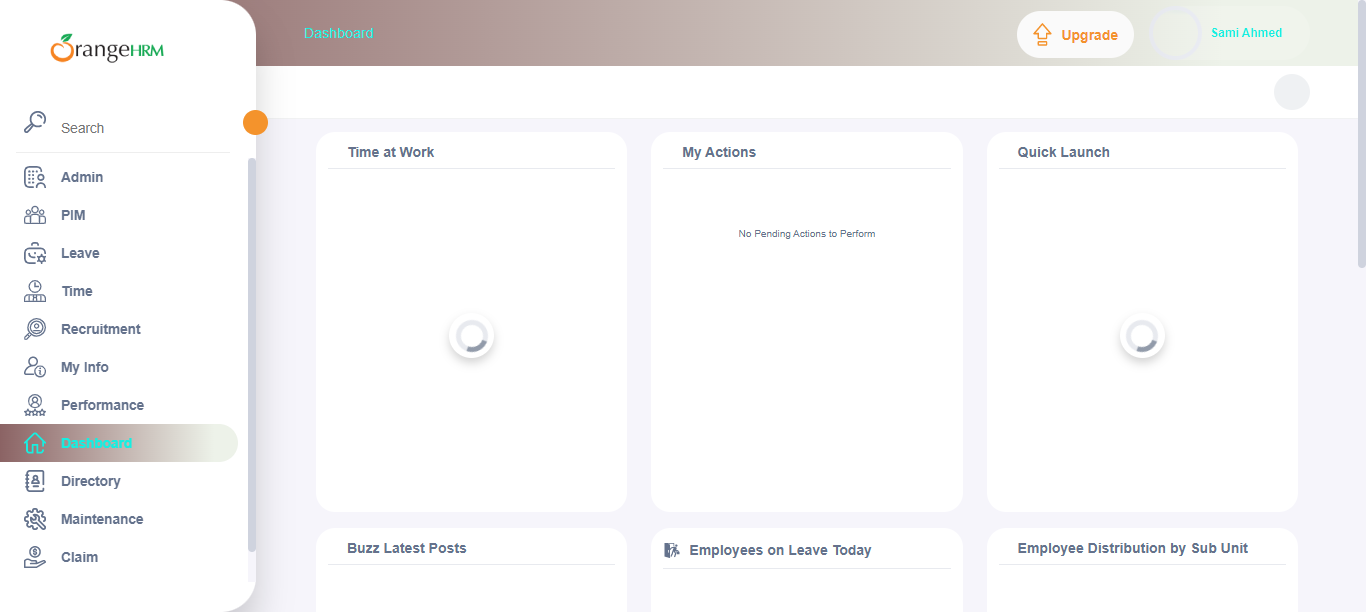 OrangeHRM
Dashboard
Upgrade
Sami Ahmed
Search
Admin
PIM
Leave
Time
Recruitment
My Info
Performance
Dashboard
Directory
Maintenance
Claim
Time at Work
My Actions
No Pending Actions to Perform
Quick Launch
Buzz Latest Posts
Employees on Leave Today
Employee Distribution by Sub Unit